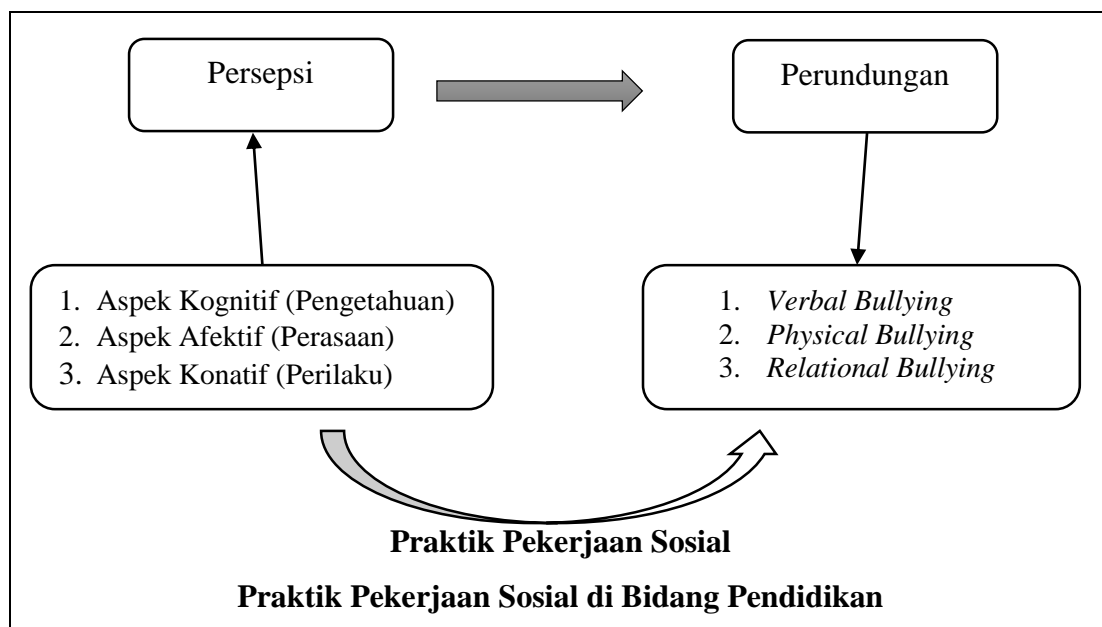 Persepsi
Perundungan
1. Aspek Kognitif (Pengetahuan)
2. Aspek Afektif (Perasaan)
3. Aspek Konatif (Perilaku)
1. Verbal Bullying
2. Physical Bullying
3. Relational Bullying
Praktik Pekerjaan Sosial
Praktik Pekerjaan Sosial di Bidang Pendidikan